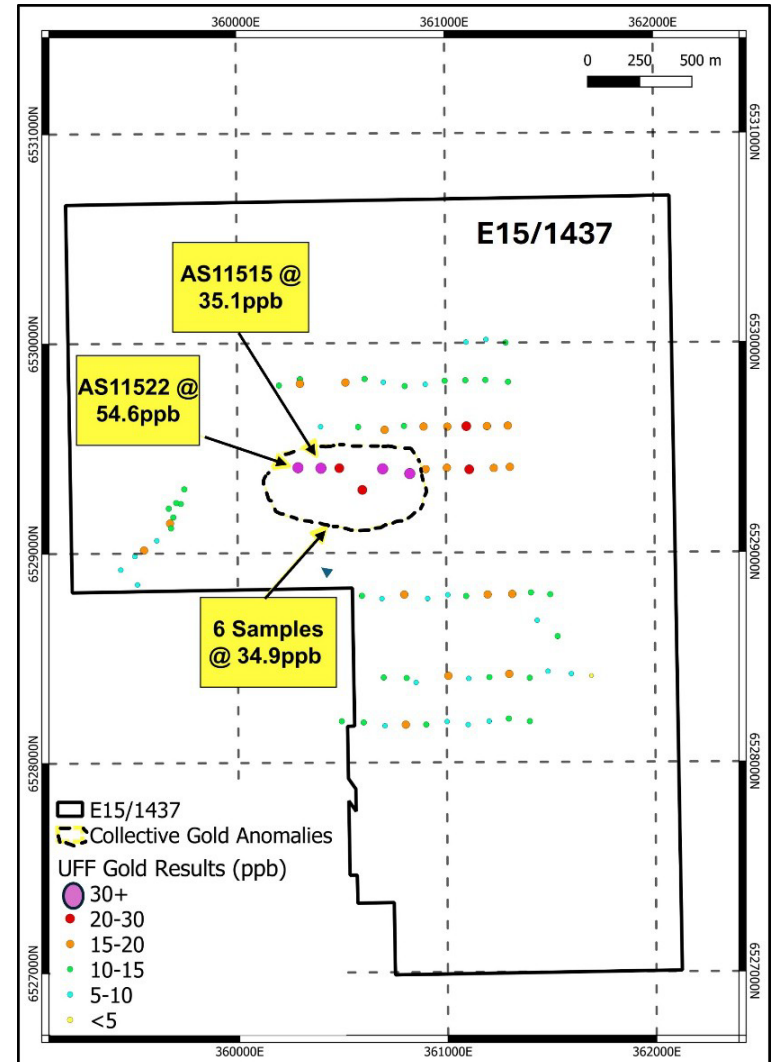 360000E
361000E
362000E
0 250 500 m
6531000N
6531000N
E15/1437
AS11515 @
35.1ppb
6530000N
6530000N
AS11522 @
54.6ppb
6529000N
6529000N
6 Samples
@ 34.9ppb
6528000N
6528000N
E15/1437
Collective Gold Anomalies
UFF Gold Results (ppb)
30+
20-30
15-20
10-15
5-10
<5
6527000N
6527000N
360000E
361000E
362000E